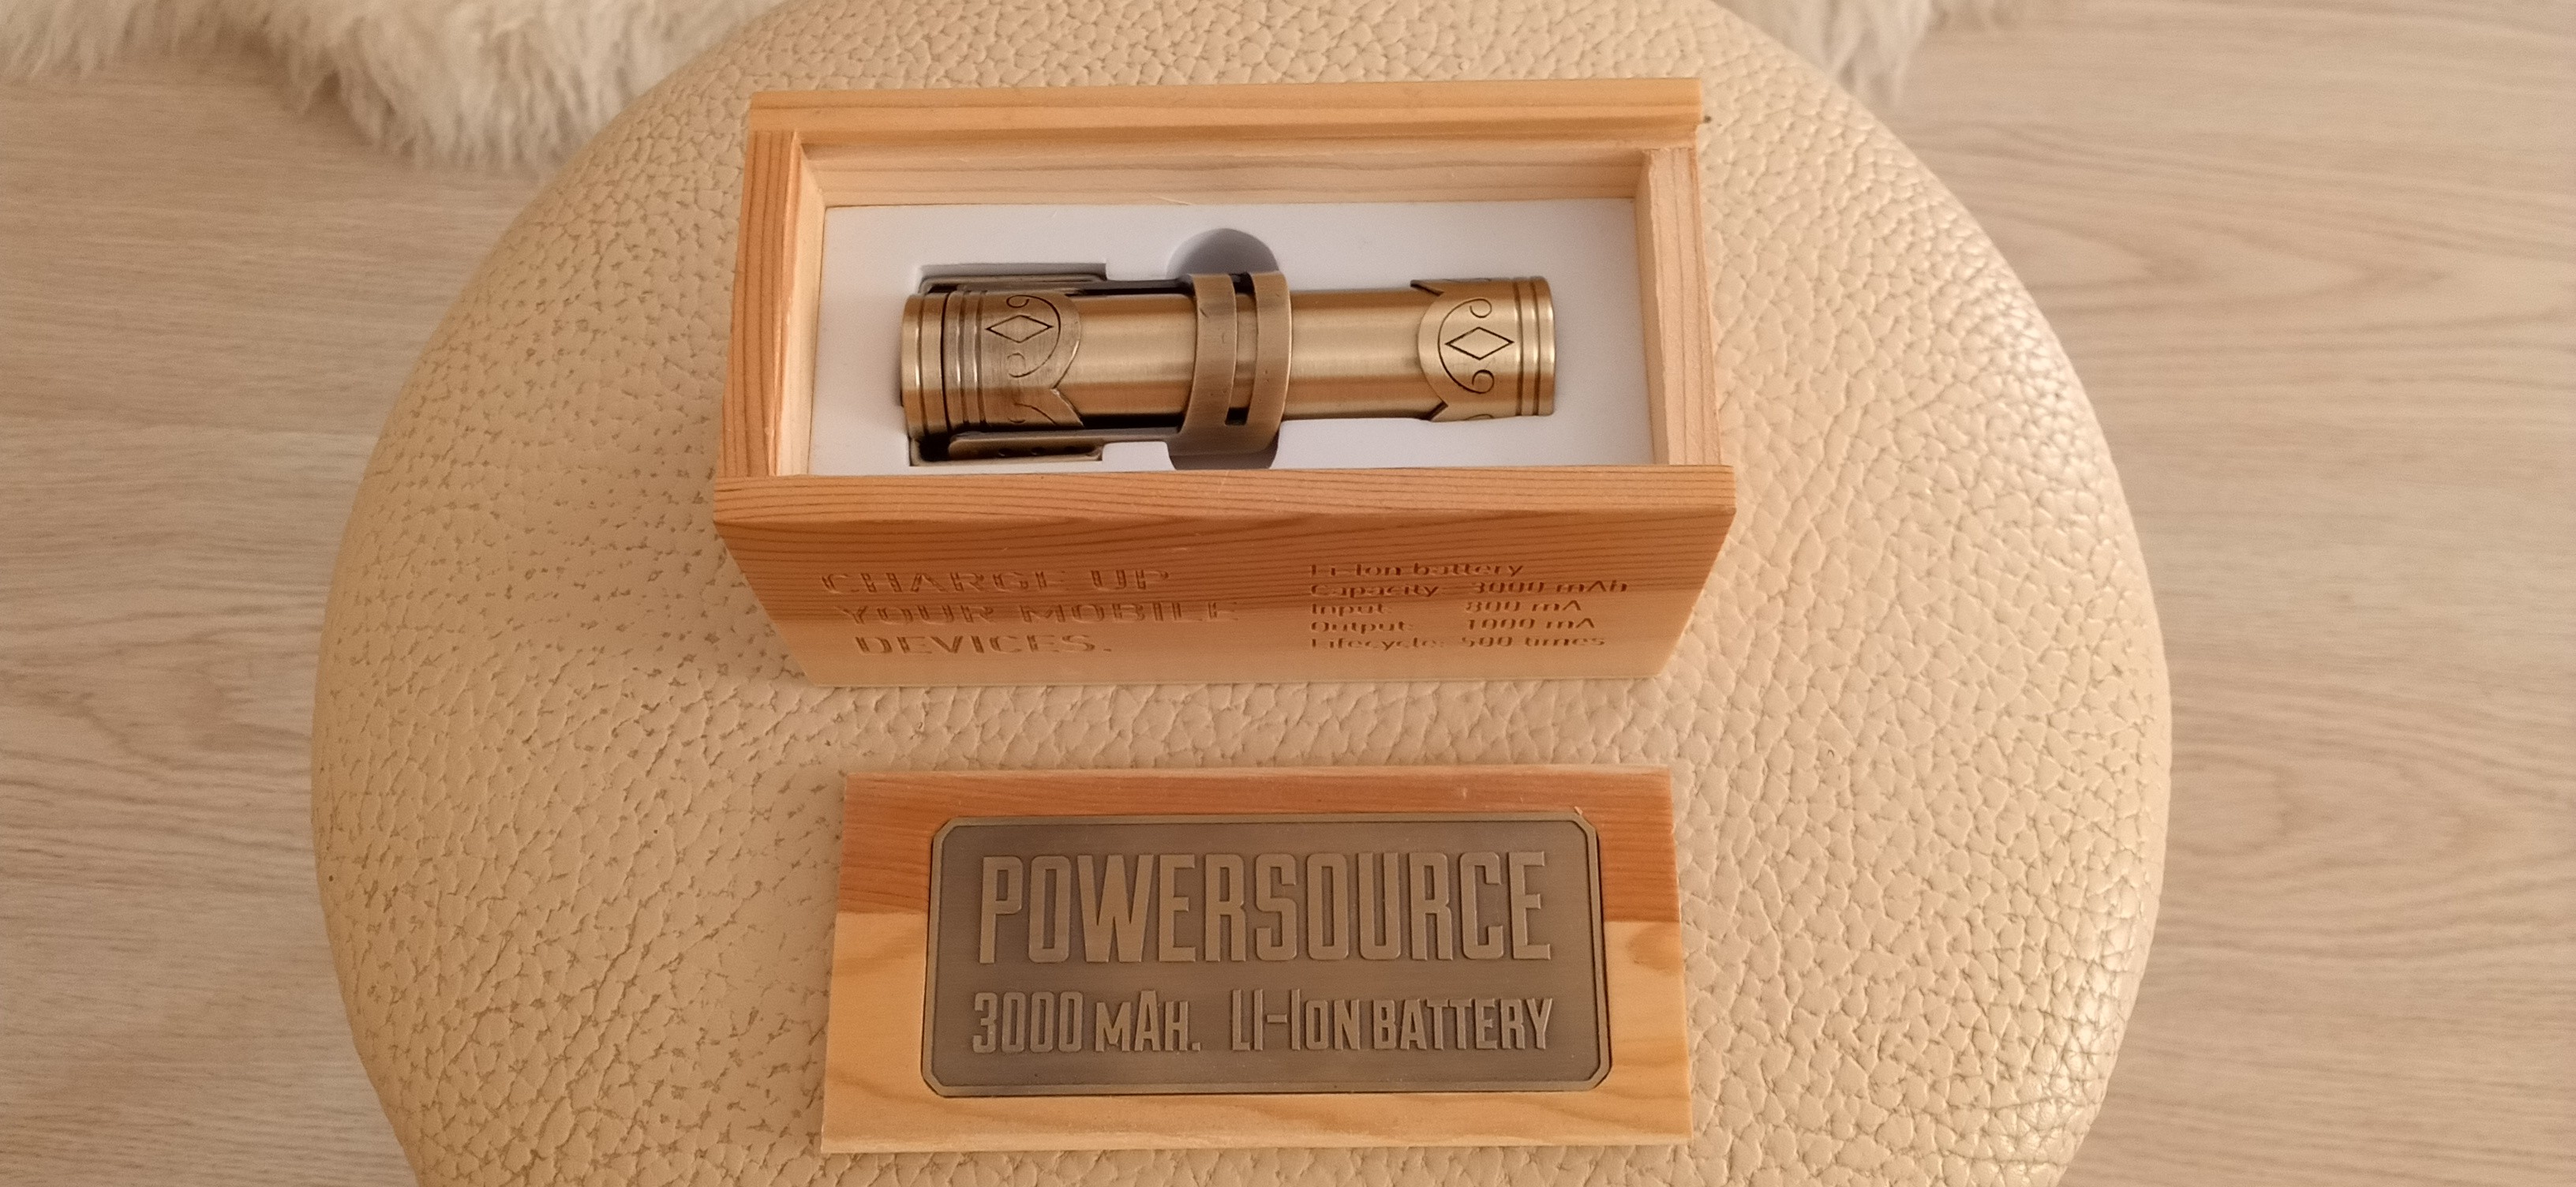 CHARGE UP
YOUR MOBILE
DEVICES.
Li-Ion battery
Capacity: 3000 mAh
Input: 800 mA
Output: 1000 mA
Lifecycle: 500 times
POWERSOURCE
3000 MAH. LI-ION BATTERY